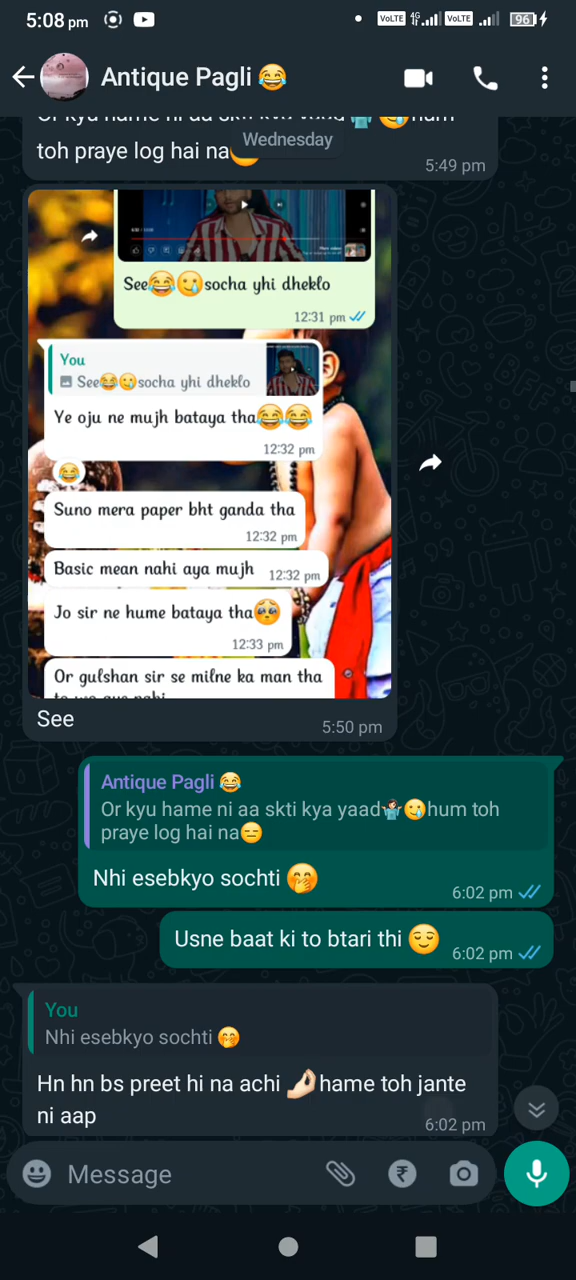 5:08 pm
VoLTE 4G VoLTE 96
Antique Pagli 😂
Or kyu hame ni aa skti kya yaad🤷🏻‍♀️🥲hum
Wednesday
toh praye log hai na😑
5:49 pm
See😂🥲socha yhi dheklo
12:31 pm
You
See😂🥲socha yhi dheklo
Ye oju ne mujh bataya tha😂😂
12:32 pm
😂
Suno mera paper bht ganda tha
12:32 pm
Basic mean nahi aya mujh 12:32 pm
Jo sir ne hume bataya tha🥺
12:33 pm
Or gulshan sir se milne ka man tha
See
5:50 pm
Antique Pagli 😂
Or kyu hame ni aa skti kya yaad🤷🏻‍♀️🥲hum toh
praye log hai na😑
Nhi esebkyo sochti 🤭
6:02 pm
Usne baat ki to btari thi 😌
6:02 pm
You
Nhi esebkyo sochti 🤭
Hn hn bs preet hi na achi 🤌🏻hame toh jante
ni aap
6:02 pm
Message
₹